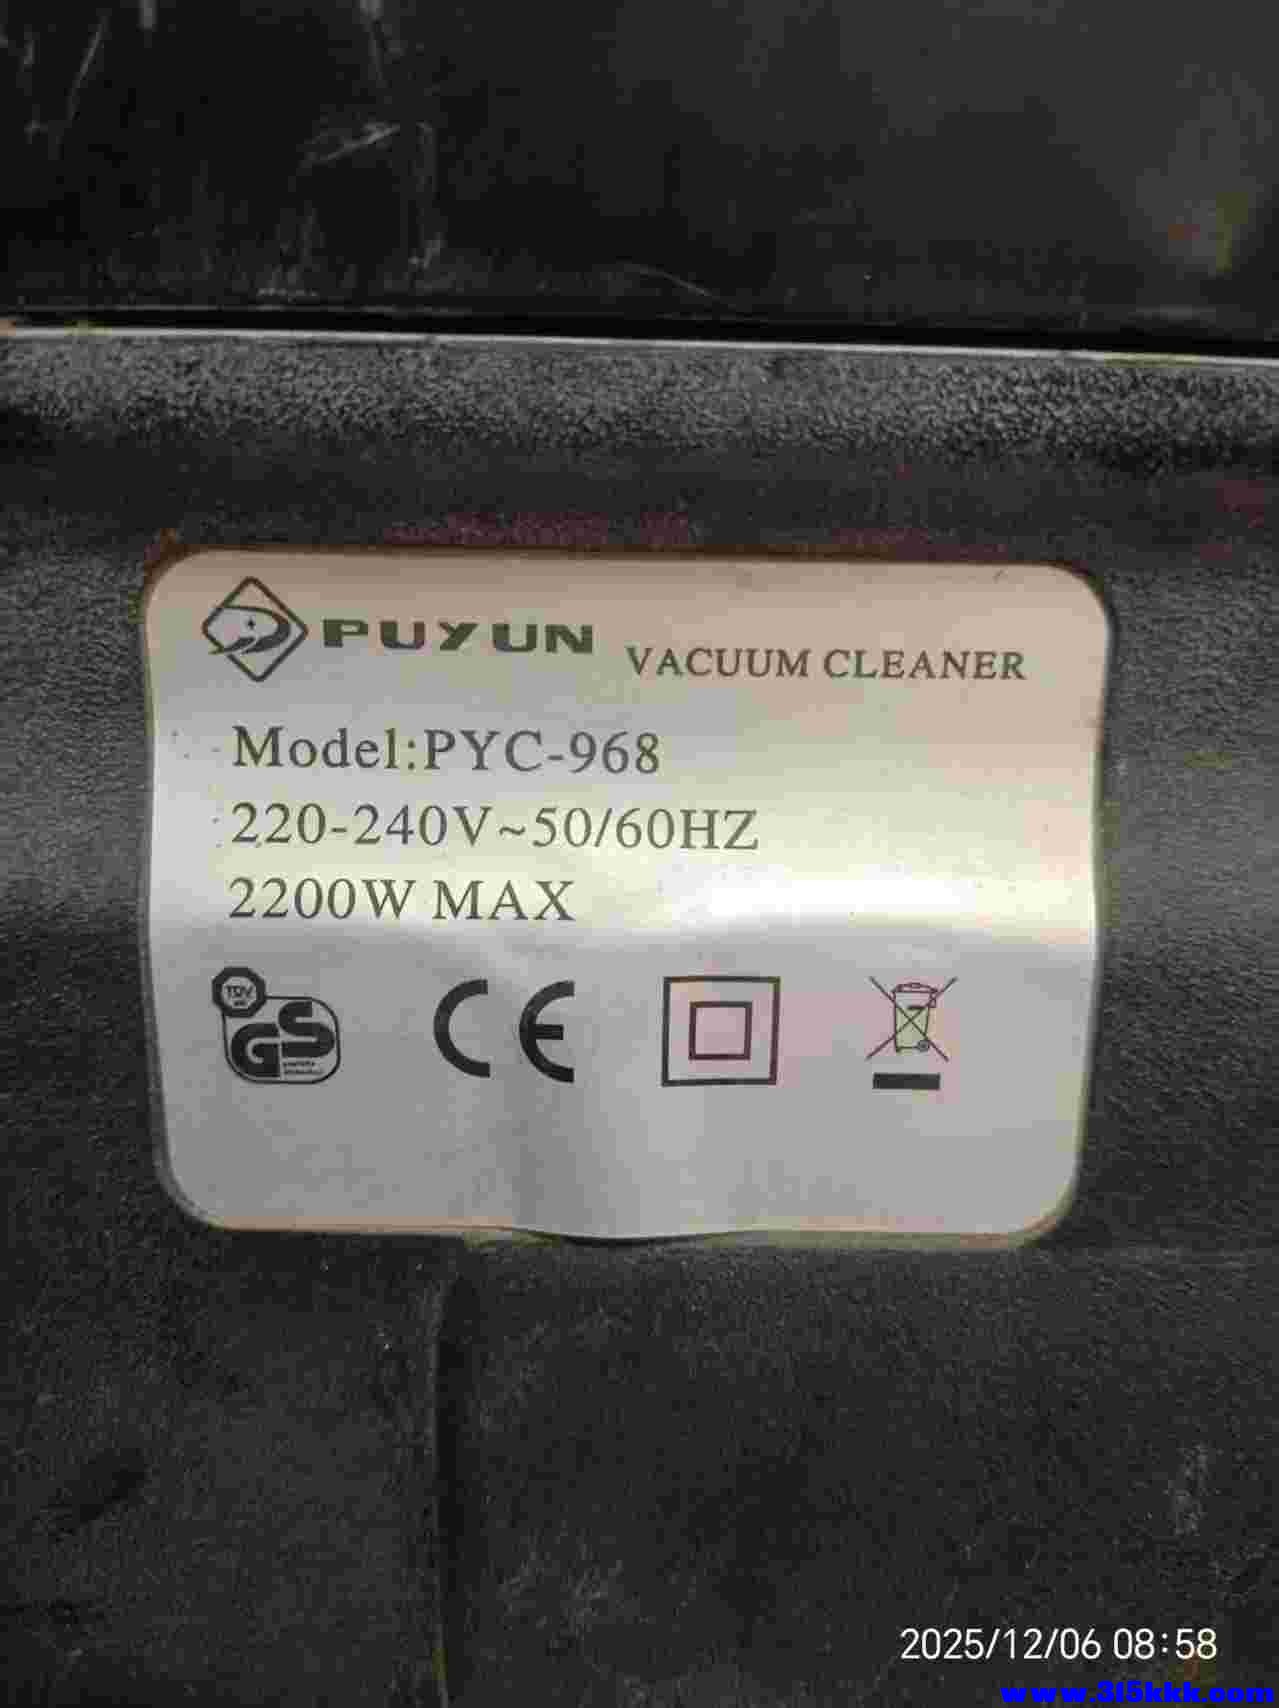 PUYUN VACUUM CLEANER
Model:PYC-968
220-240V~50/60HZ
2200W MAX
TÜV
GS
CE
2025/12/06 08:58
www.315kkk.com